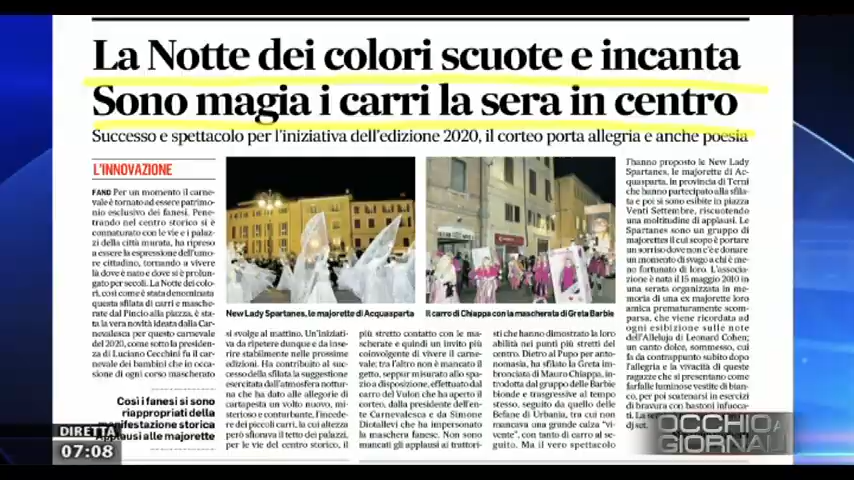 La Notte dei colori scuote e incanta
Sono magia i carri la sera in centro
Successo e spettacolo per l'iniziativa dell'edizione 2020, il corteo porta allegria e anche poesia
L'INNOVAZIONE
FANO Per un momento il carne-
vale è tornato ad essere patrimo-
nio esclusivo dei fanesi. Pene-
trando nel centro storico si è
connaturato con le vie e i palaz-
zi della città murata, ha ripreso
a essere la espressione dell'umo-
re cittadino, tornando a vivere
là dove è nato e dove si è prolun-
gato per secoli. La Notte dei colo-
ri, così come è stata denominata
questa sfilata di carri e masche-
rate dal Pincio alla piazza, è sta-
ta la vera novità ideata dalla Car-
nevalesca per questo carnevale
del 2020, come sotto la presiden-
za di Luciano Cecchini fu il carne-
vale dei bambini che in occa-
sione di ogni corso mascherato
Così i fanesi si sono
riappropriati della
manifestazione storica
Applausi alle majorette
New Lady Spartanes, le majorette di Acquasparta
si svolge al mattino. Un'iniziati-
va da ripetere dunque e da inse-
rire stabilmente nelle prossime
edizioni. Ha contribuito al suc-
cesso della sfilata la suggestione
esercitata dall'atmosfera nottur-
na che ha dato alle allegorie di
cartapesta un volto nuovo, mi-
sterioso e conturbante, l'incede-
re dei piccoli carri, la cui altezza
però sfiorava il tetto dei palazzi,
per le vie del centro storico, il
più stretto contatto con le ma-
scherate e quindi un invito più
coinvolgente di vivere il carneva-
le; tra l'altro non è mancato il
getto, seppur misurato allo spa-
zio a disposizione, effettuato dal
carro del Vulon che ha aperto il
corteo, dalla presidente dell'en-
te Carnevalesca e da Simone
Diotallevi che ha impersonato
la maschera fanese. Non sono
mancati gli applausi ai trattori-
Il carro di Chiappa con la mascherata di Greta Barbie
sti che hanno dimostrato la loro
abilità nei punti più stretti del
centro. Dietro al Pupo per anto-
nomasia, ha sfilato la Greta im-
bronciata di Mauro Chiappa, in-
trodotta dal gruppo delle Barbie
bionde e trasgressive al tempo
stesso, seguito da quello delle
Befane di Urbania, tra cui non
mancava una grande calza "vi-
vente", con tanto di carro al se-
guito. Ma il vero spettacolo
l'hanno proposto le New Lady
Spartanes, le majorette di Ac-
quasparta, in provincia di Terni
che hanno partecipato alla sfila-
ta e poi si sono esibite in piazza
Venti Settembre, riscuotendo
una moltitudine di applausi. Le
Spartanes sono un gruppo di
majorettes il cui scopo è portare
un sorriso dove non c'è e donare
un momento di svago a chi è me-
no fortunato di loro. L'associazio-
ne è nata il 15 maggio 2010 in
una serata organizzata in me-
moria di una ex majorette loro
amica prematuramente scom-
parsa, che viene ricordata ad
ogni esibizione sulle note
dell'Alleluja di Leonard Cohen;
un canto dolce, sommesso, cui
fa da contrappunto subito dopo
l'allegria e la vivacità di queste
ragazze che si presentano come
farfalle luminose vestite di bian-
co, per poi scatenarsi in esercizi
di bravura con bastoni infuoca-
ti. La se
dj set.
DIRETTA
07:08
OCCHIO AI
GIORNALI